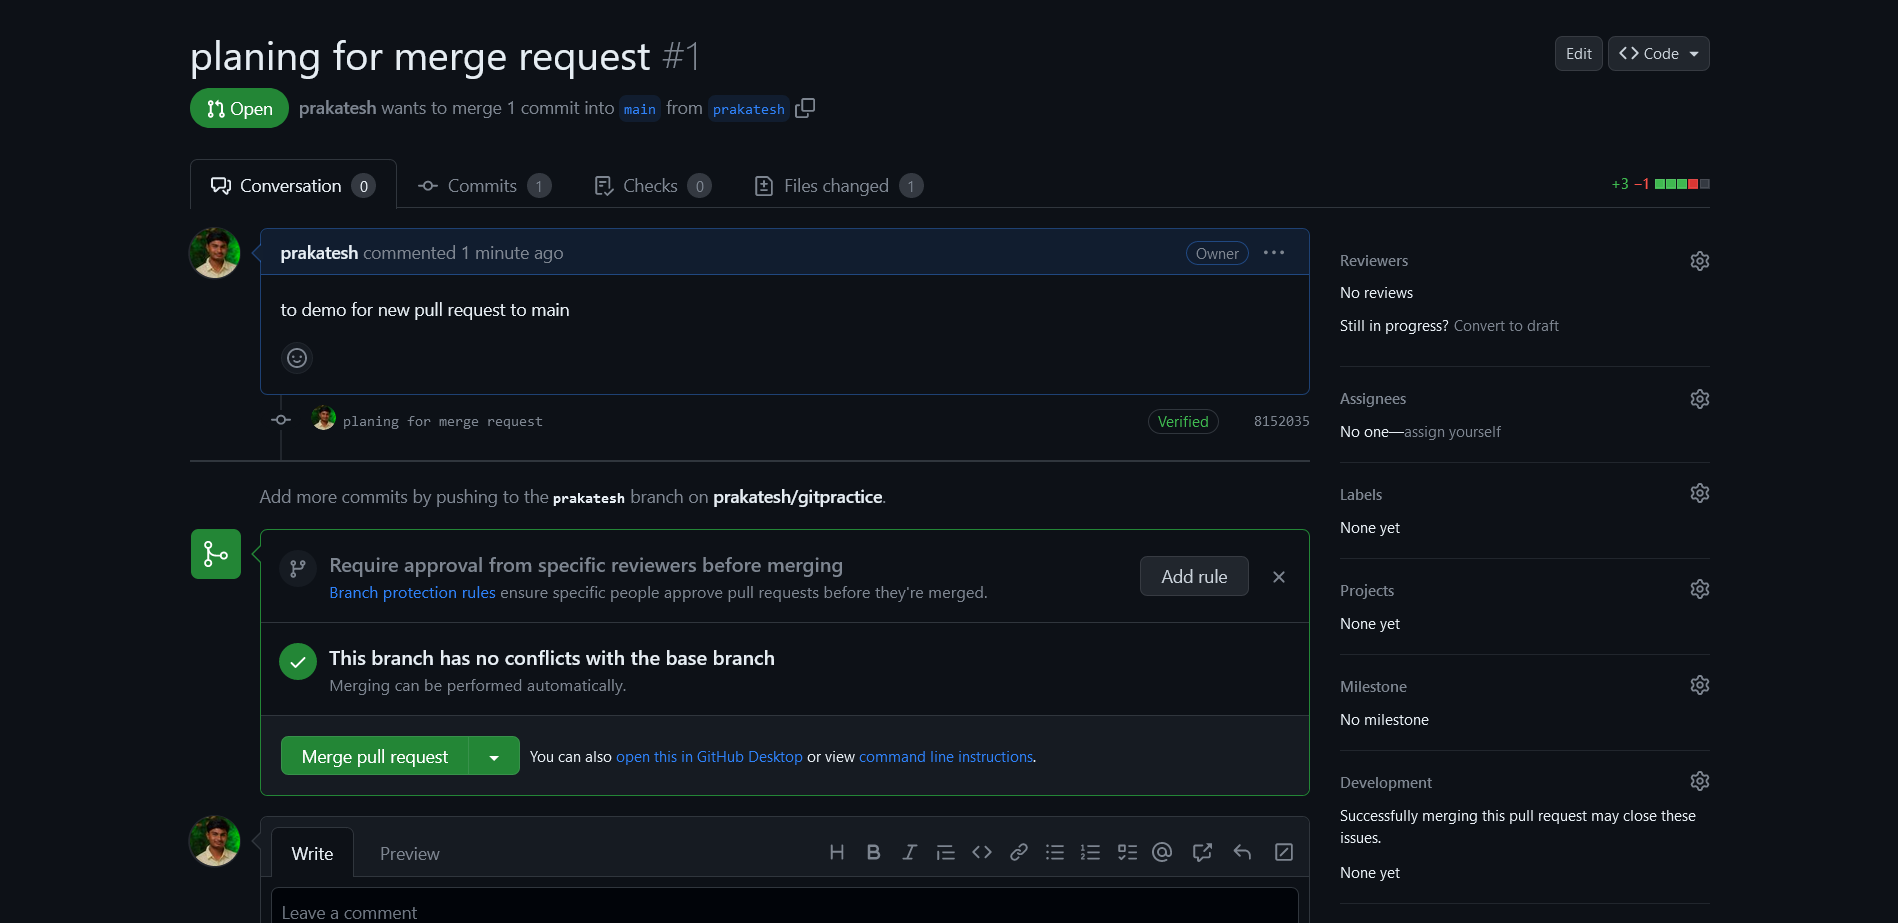 planing for merge request #1
Edit
Code
Open
prakatesh wants to merge 1 commit into main from prakatesh
Conversation 0
Commits 1
Checks 0
Files changed 1
+3 −1
prakatesh commented 1 minute ago
Owner
to demo for new pull request to main
planing for merge request
Verified
8152035
Add more commits by pushing to the prakatesh branch on prakatesh/gitpractice.
Require approval from specific reviewers before merging
Branch protection rules ensure specific people approve pull requests before they're merged.
Add rule
This branch has no conflicts with the base branch
Merging can be performed automatically.
Merge pull request
You can also open this in GitHub Desktop or view command line instructions.
Write
Preview
Leave a comment
Reviewers
No reviews
Still in progress? Convert to draft
Assignees
No one—assign yourself
Labels
None yet
Projects
None yet
Milestone
No milestone
Development
Successfully merging this pull request may close these
issues.
None yet